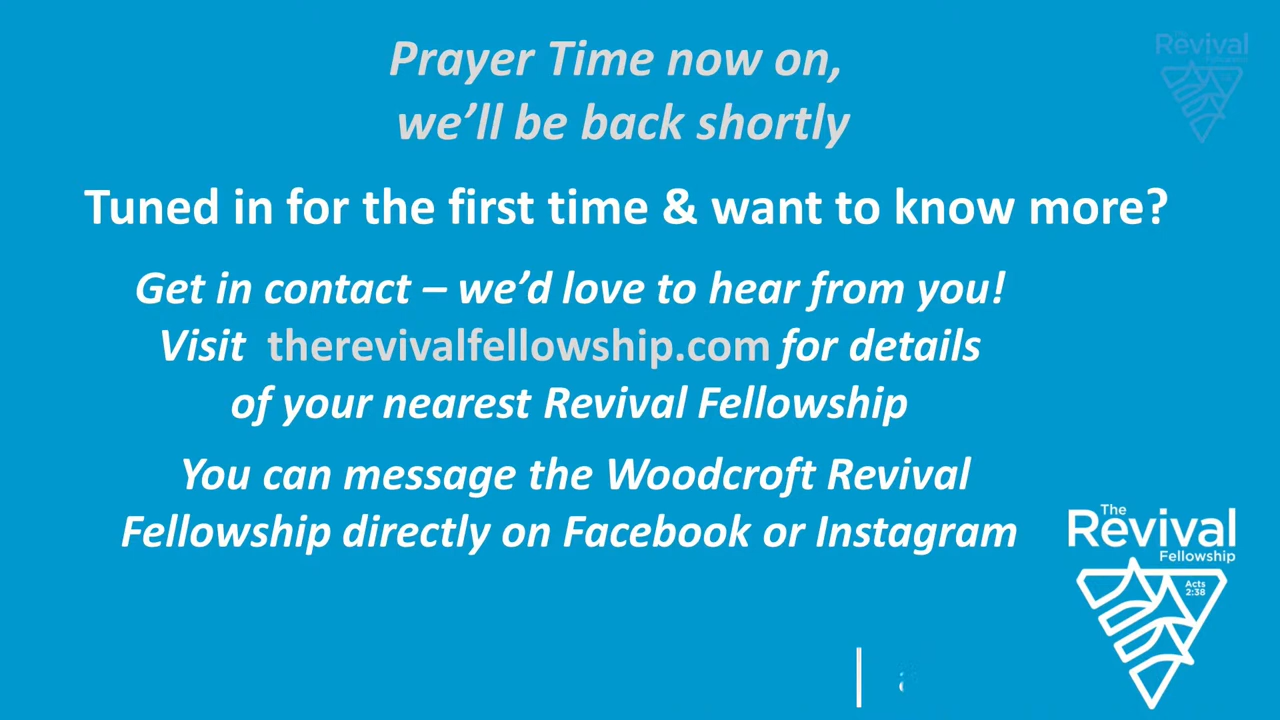 Prayer Time now on,
we'll be back shortly
The
Revival
Fellowship
Tuned in for the first time & want to know more?
Get in contact – we'd love to hear from you!
Visit therevivalfellowship.com for details
of your nearest Revival Fellowship
You can message the Woodcroft Revival
Fellowship directly on Facebook or Instagram
The
Revival
Fellowship
Acts
2:38